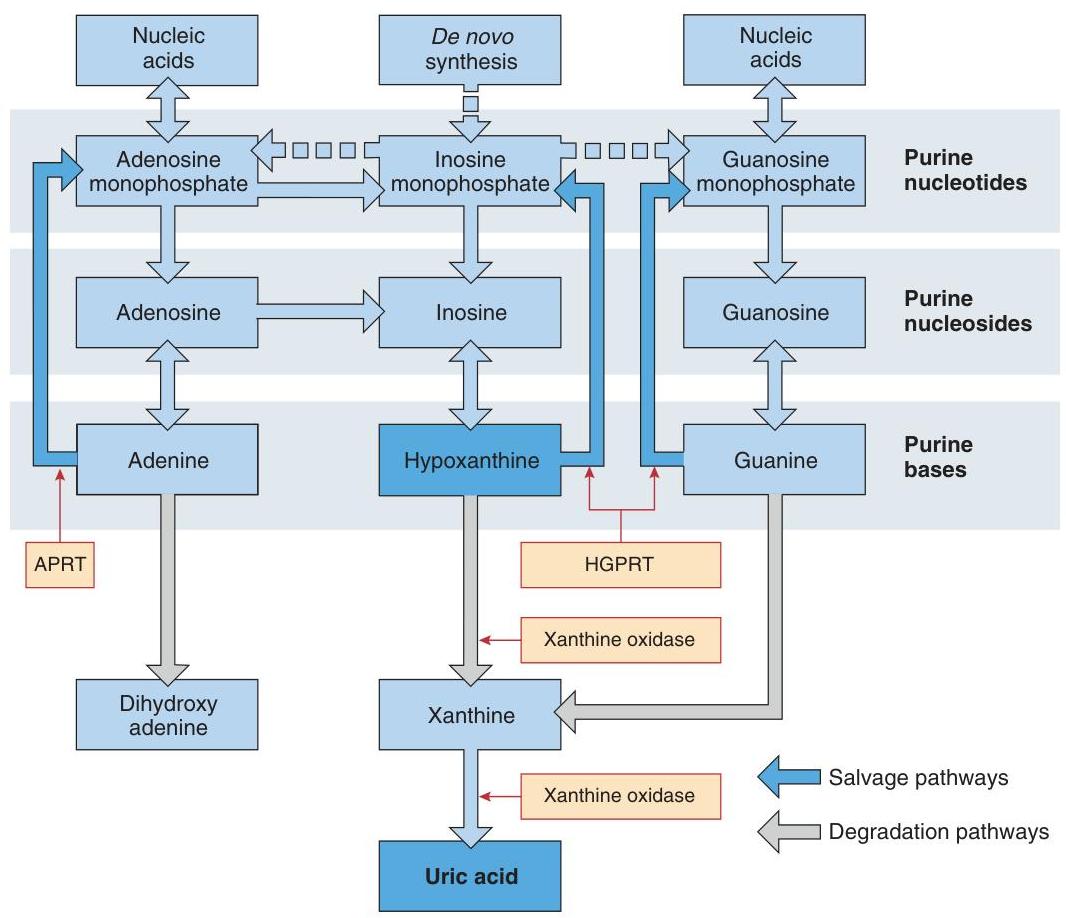 Nucleic
acids
De novo
synthesis
Nucleic
acids
Adenosine
monophosphate
Inosine
monophosphate
Guanosine
monophosphate
Purine
nucleotides
Adenosine
Inosine
Guanosine
Purine
nucleosides
Adenine
Hypoxanthine
Guanine
Purine
bases
APRT
HGPRT
Xanthine oxidase
Dihydroxy
adenine
Xanthine
Salvage pathways
Xanthine oxidase
Degradation pathways
Uric acid